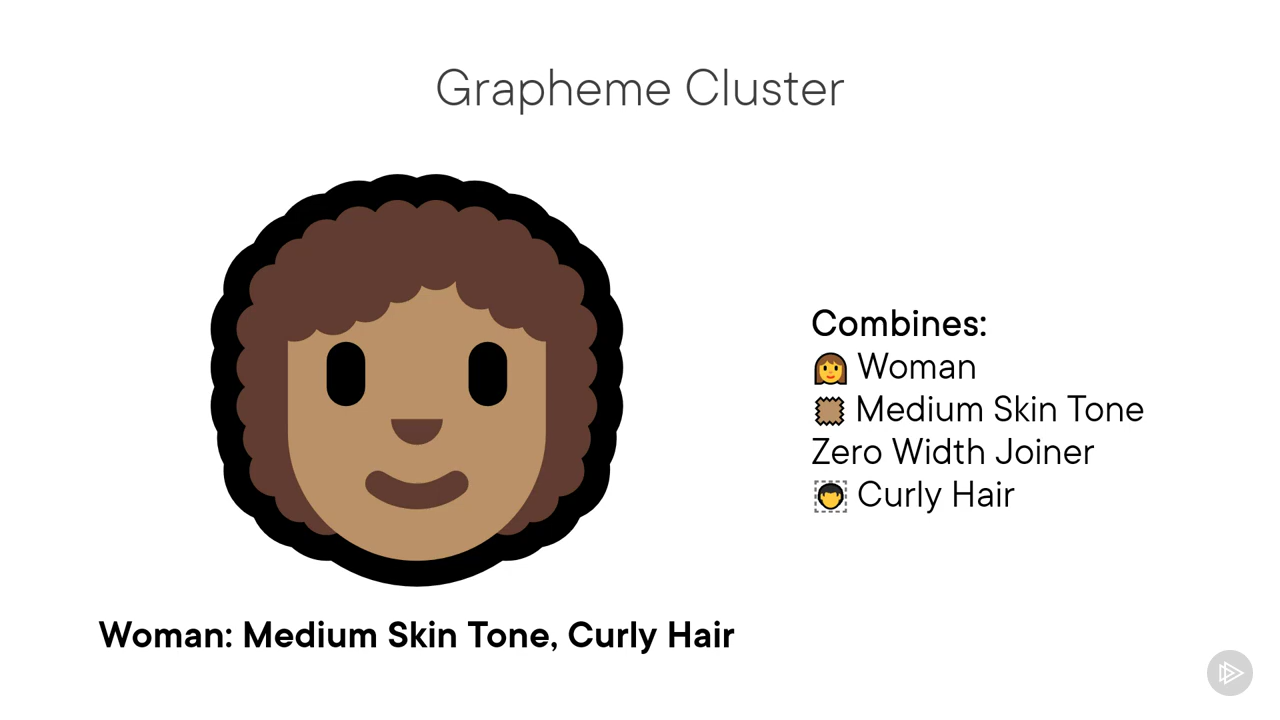 Grapheme Cluster
Combines:
👩 Woman
🏽 Medium Skin Tone
Zero Width Joiner
🦱 Curly Hair
Woman: Medium Skin Tone, Curly Hair